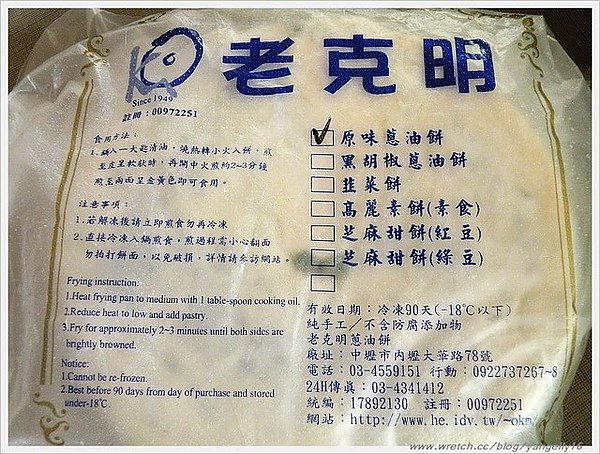 老克明
Since 1949
註冊：00972251
食用方法：
1.鍋入一大匙清油，燒熱轉小火入餅，煎
至皮呈軟狀時，再開中火煎約2~3分鐘
煎至兩面呈金黃色即可食用。
注意事項：
1.若解凍後請立即煎食勿再冷凍
2.直接冷凍入鍋煎食，煎過程需小心翻面
勿拍打餅面，以免破損，詳情請參訪網站。
Frying instruction:
1.Heat frying pan to medium with 1 table-spoon cooking oil.
2.Reduce heat to low and add pastry.
3.Fry for approximately 2~3 minutes until both sides are
brightly browned.
Notice:
1.Cannot be re-frozen.
2.Best before 90 days from day of purchase and stored
under-18°C.
原味蔥油餅
黑胡椒蔥油餅
韭菜餅
高麗素餅(素食)
芝麻甜餅(紅豆)
芝麻甜餅(綠豆)
有效日期：冷凍90天(-18℃以下)
純手工／不含防腐添加物
老克明蔥油餅
廠址：中壢市內壢大華路78號
電話：03-4559151 行動：0922737267~8
24H傳真：03-4341412
統編：17892130 註冊：00972251
網站：http://www.he.idv.tw/~okm/
www.wretch.cc/blog/yangelly16